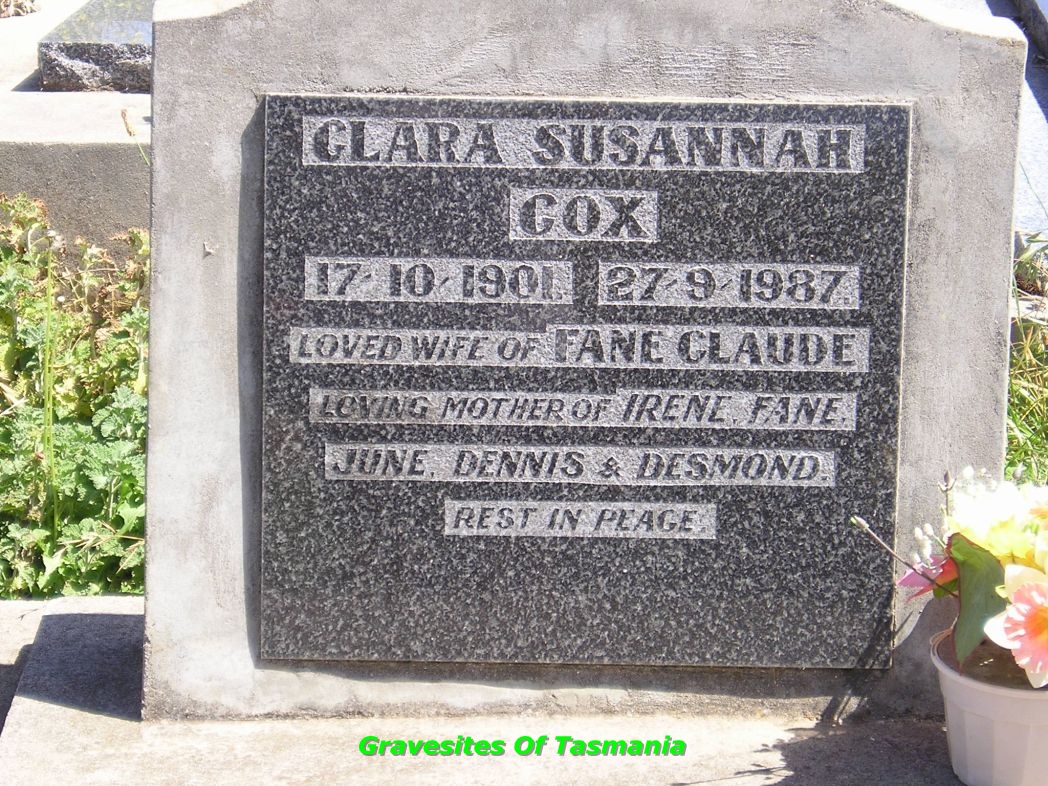 CLARA SUSANNAH
COX
17-10-1901. 27-9-1987.
LOVED WIFE OF FANE CLAUDE
LOVING MOTHER OF IRENE, FANE,
JUNE, DENNIS & DESMOND.
REST IN PEACE.
Gravesites Of Tasmania